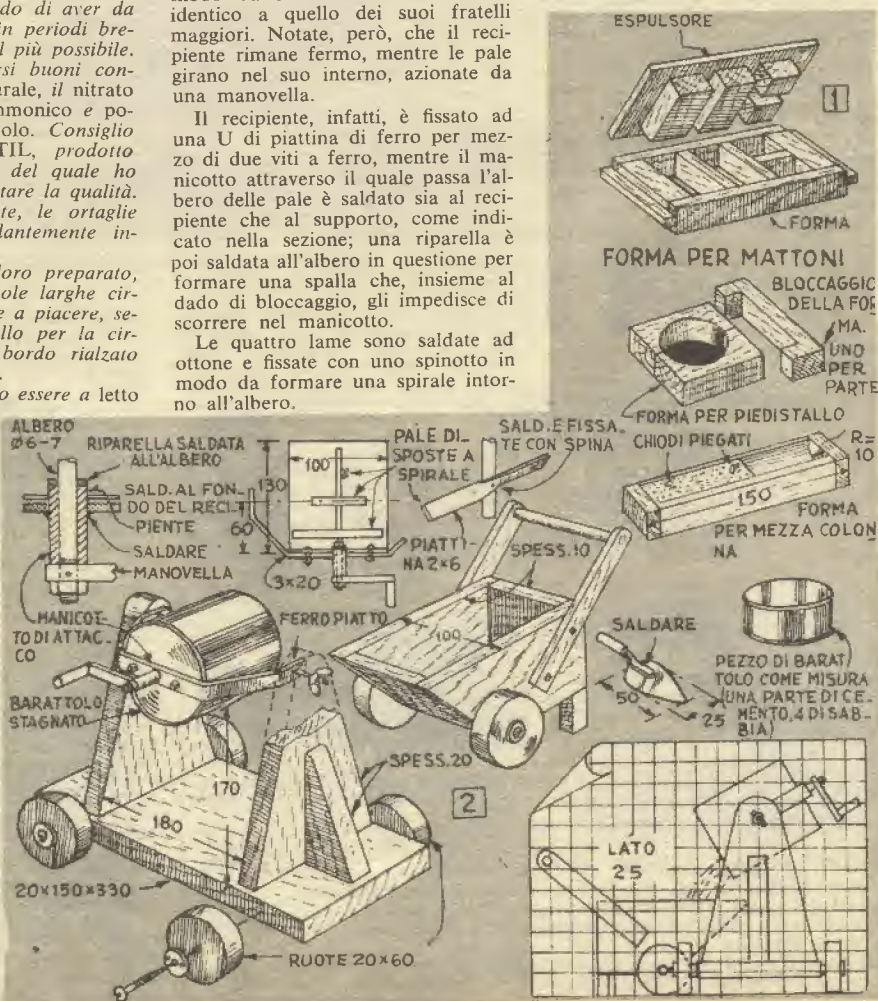 do di aver da
in periodi bre-
l più possibile.
rsi buoni con-
rale, il nitrato
mmonico e po-
olo. Consiglio
TIL, prodotto
del quale ho
tare la qualità.
te, le ortaglie
lantemente in-
loro preparato,
ole larghe cir-
e a piacere, se-
llo per la cir-
bordo rialzato
o essere a letto
identico a quello dei suoi fratelli
maggiori. Notate, però, che il reci-
piente rimane fermo, mentre le pale
girano nel suo interno, azionate da
una manovella.
Il recipiente, infatti, è fissato ad
una U di piattina di ferro per mez-
zo di due viti a ferro, mentre il ma-
nicotto attraverso il quale passa l'al-
bero delle pale è saldato sia al reci-
piente che al supporto, come indi-
cato nella sezione; una riparella è
poi saldata all'albero in questione per
formare una spalla che, insieme al
dado di bloccaggio, gli impedisce di
scorrere nel manicotto.
Le quattro lame sono saldate ad
ottone e fissate con uno spinotto in
modo da formare una spirale intor-
no all'albero.
ESPULSORE
1
FORMA
FORMA PER MATTONI
BLOCCAGGIO
DELLA FOR
MA.
UNO
PER
PARTE
FORMA PER PIEDISTALLO
CHIODI PIEGATI
R=
10
150
FORMA
PER MEZZA COLON
NA
ALBERO
Ø6-7
RIPARELLA SALDATA
ALL'ALBERO
SALD. AL FON-
DO DEL RECI-
PIENTE
SALDARE
MANOVELLA
MANICOT-
TO DI ATTAC-
CO
100
130
60
3×20
PALE DI-
SPOSTE A
SPIRALE
SALD. E FISSA-
TE CON SPINA
PIATTI-
NA 2×6
SPESS. 10
100
FERRO PIATTO
BARATTOLO
STAGNATO
170
180
SPESS. 20
2
20×150×330
RUOTE 20×60
SALDARE
50
25
PEZZO DI BARAT
TOLO COME MISURA
(UNA PARTE DI CE-
MENTO, 4 DI SAB-
BIA)
LATO
25